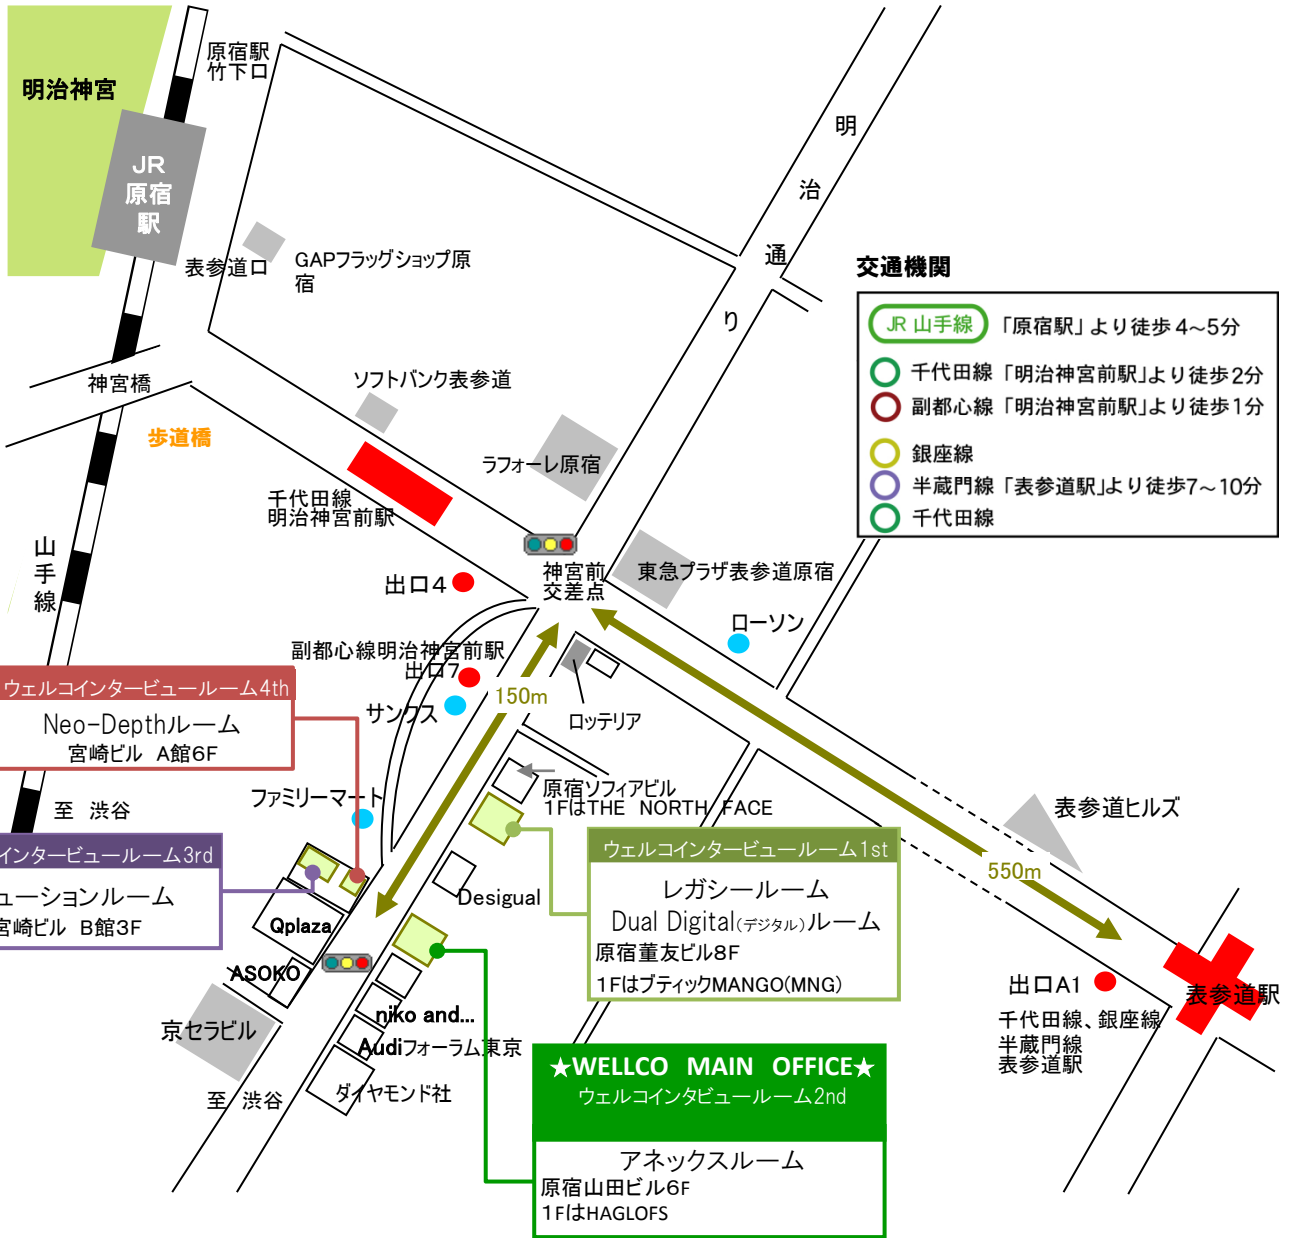 明治神宮
原宿駅
竹下口
JR
原宿
駅
表参道口
GAPフラッグショップ原
宿
明
治
通
り
交通機関
JR 山手線 「原宿駅」より徒歩4～5分
千代田線「明治神宮前駅」より徒歩2分
副都心線「明治神宮前駅」より徒歩1分
銀座線
半蔵門線「表参道駅」より徒歩7～10分
千代田線
神宮橋
歩道橋
ソフトバンク表参道
ラフォーレ原宿
千代田線
明治神宮前駅
山
手
線
出口4
神宮前
交差点
東急プラザ表参道原宿
ローソン
副都心線明治神宮前駅
出口7
サンクス
150m
ロッテリア
ウェルコインタービュールーム4th
Neo-Depthルーム
宮崎ビル A館6F
至 渋谷
ファミリーマート
原宿ソフィアビル
1FはTHE NORTH FACE
表参道ヒルズ
550m
インタービュールーム3rd
ューションルーム
宮崎ビル B館3F
Qplaza
ASOKO
京セラビル
至 渋谷
Desigual
ウェルコインタービュールーム1st
レガシールーム
Dual Digital(デジタル)ルーム
原宿董友ビル8F
1FはブティックMANGO(MNG)
niko and...
Audiフォーラム東京
ダイヤモンド社
出口A1
千代田線、銀座線
半蔵門線
表参道駅
表参道駅
★WELLCO MAIN OFFICE★
ウェルコインタビュールーム2nd
アネックスルーム
原宿山田ビル6F
1FはHAGLOFS